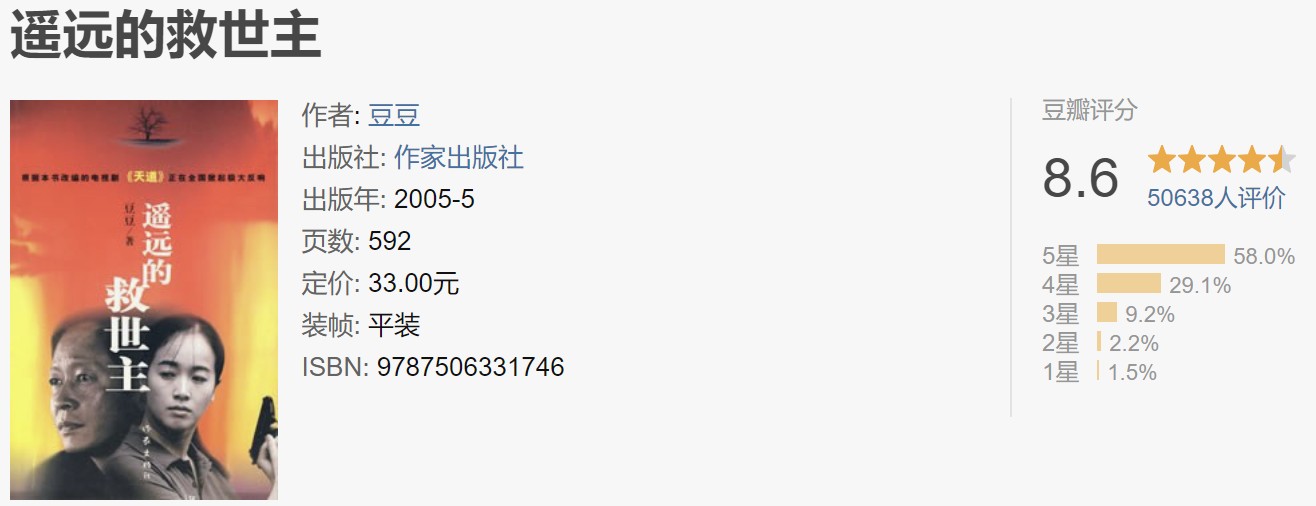 遥远的救世主
根据本书改编的电视剧《天道》正在全国掀起极大反响
豆豆/著
遥远的
救世主
作家出版社
作者: 豆豆
出版社: 作家出版社
出版年: 2005-5
页数: 592
定价: 33.00元
装帧: 平装
ISBN: 9787506331746
豆瓣评分
8.6
50638人评价
5星 58.0%
4星 29.1%
3星 9.2%
2星 2.2%
1星 1.5%